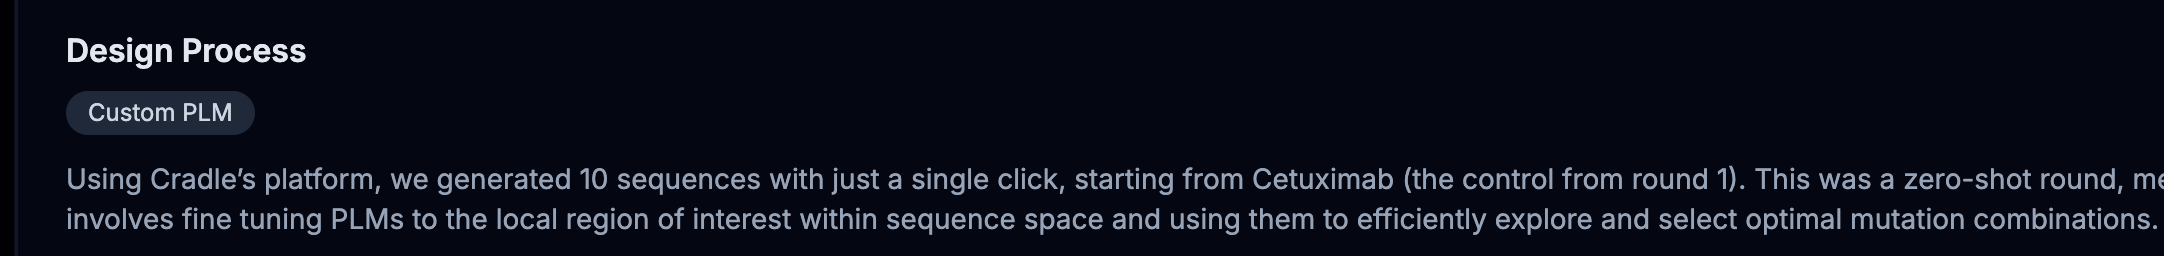 Design Process
Custom PLM
Using Cradle’s platform, we generated 10 sequences with just a single click, starting from Cetuximab (the control from round 1). This was a zero-shot round,
involves fine tuning PLMs to the local region of interest within sequence space and using them to efficiently explore and select optimal mutation combinations.